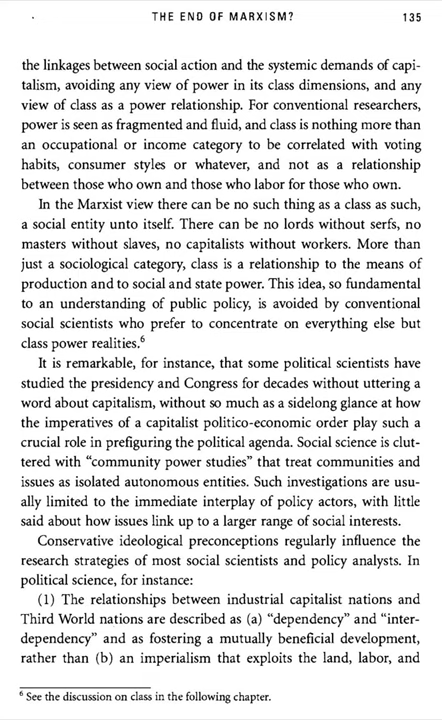 THE END OF MARXISM? 135
the linkages between social action and the systemic demands of capi-
talism, avoiding any view of power in its class dimensions, and any
view of class as a power relationship. For conventional researchers,
power is seen as fragmented and fluid, and class is nothing more than
an occupational or income category to be correlated with voting
habits, consumer styles or whatever, and not as a relationship
between those who own and those who labor for those who own.
In the Marxist view there can be no such thing as a class as such,
a social entity unto itself. There can be no lords without serfs, no
masters without slaves, no capitalists without workers. More than
just a sociological category, class is a relationship to the means of
production and to social and state power. This idea, so fundamental
to an understanding of public policy, is avoided by conventional
social scientists who prefer to concentrate on everything else but
class power realities.⁶
It is remarkable, for instance, that some political scientists have
studied the presidency and Congress for decades without uttering a
word about capitalism, without so much as a sidelong glance at how
the imperatives of a capitalist politico-economic order play such a
crucial role in prefiguring the political agenda. Social science is clut-
tered with “community power studies” that treat communities and
issues as isolated autonomous entities. Such investigations are usu-
ally limited to the immediate interplay of policy actors, with little
said about how issues link up to a larger range of social interests.
Conservative ideological preconceptions regularly influence the
research strategies of most social scientists and policy analysts. In
political science, for instance:
(1) The relationships between industrial capitalist nations and
Third World nations are described as (a) “dependency” and “inter-
dependency” and as fostering a mutually beneficial development,
rather than (b) an imperialism that exploits the land, labor, and
⁶ See the discussion on class in the following chapter.